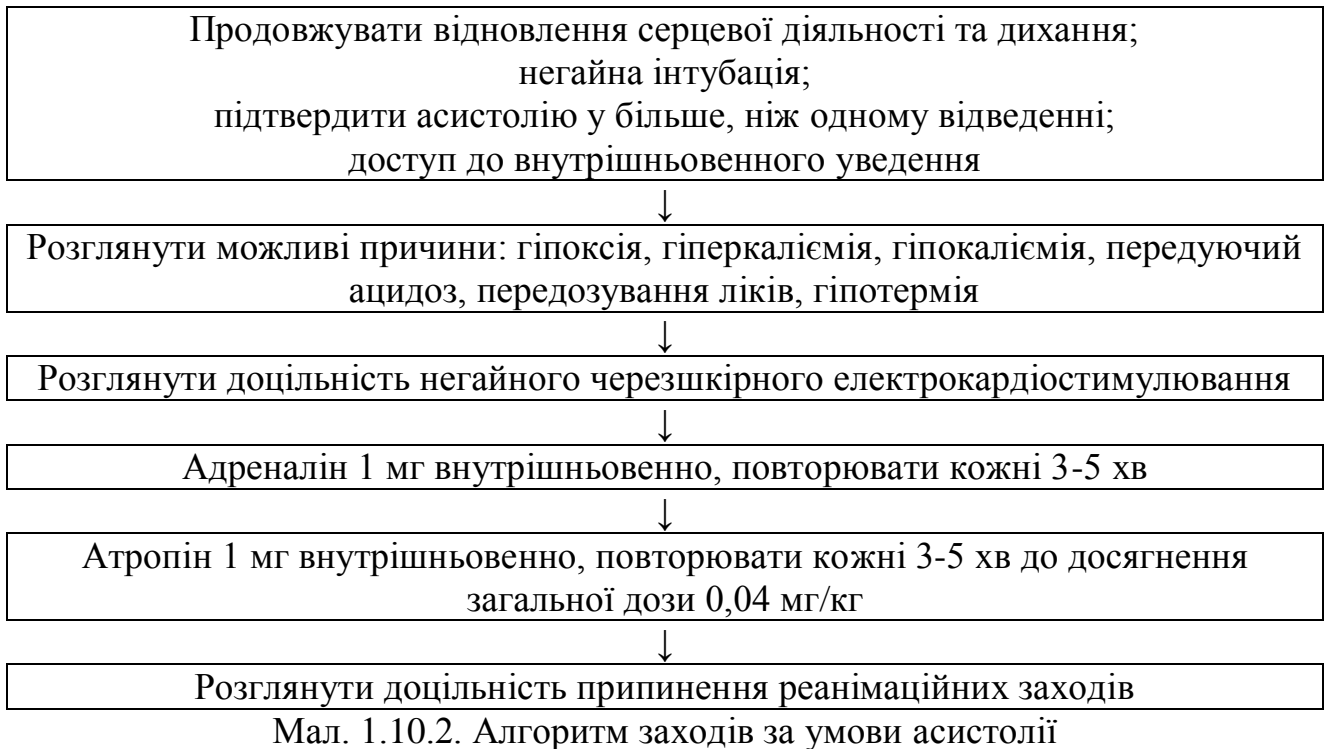 Продовжувати відновлення серцевої діяльності та дихання;
негайна інтубація;
підтвердити асистолію у більше, ніж одному відведенні;
доступ до внутрішньовенного уведення
↓
Розглянути можливі причини: гіпоксія, гіперкаліємія, гіпокаліємія, передуючий
ацидоз, передозування ліків, гіпотермія
↓
Розглянути доцільність негайного черезшкірного електрокардіостимулювання
↓
Адреналін 1 мг внутрішньовенно, повторювати кожні 3-5 хв
↓
Атропін 1 мг внутрішньовенно, повторювати кожні 3-5 хв до досягнення
загальної дози 0,04 мг/кг
↓
Розглянути доцільність припинення реанімаційних заходів
Мал. 1.10.2. Алгоритм заходів за умови асистолії